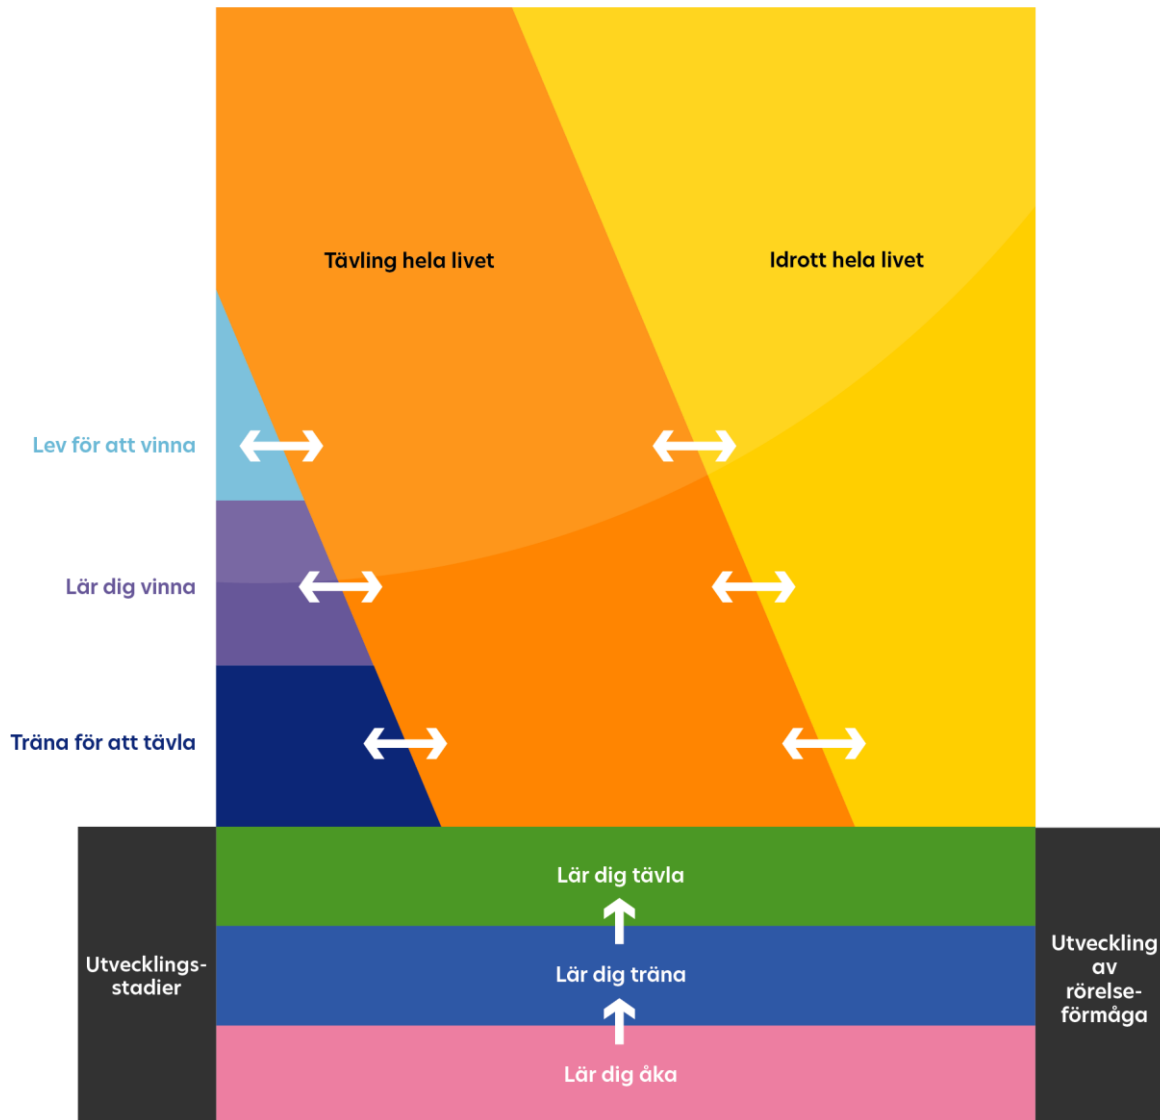 Tävling hela livet
Idrott hela livet
Lev för att vinna
Lär dig vinna
Träna för att tävla
Lär dig tävla
Utvecklings-
stadier
Lär dig träna
Utveckling
av
rörelse-
förmåga
Lär dig åka